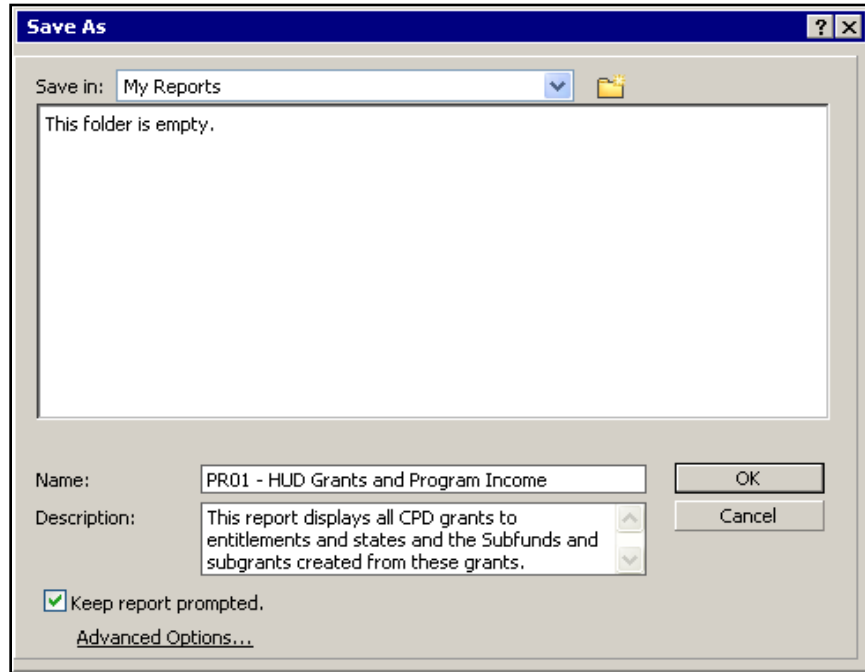 Save As
Save in: My Reports
This folder is empty.
Name: PR01 - HUD Grants and Program Income OK
Description: This report displays all CPD grants to Cancel
entitlements and states and the Subfunds and
subgrants created from these grants.
Keep report prompted.
Advanced Options...